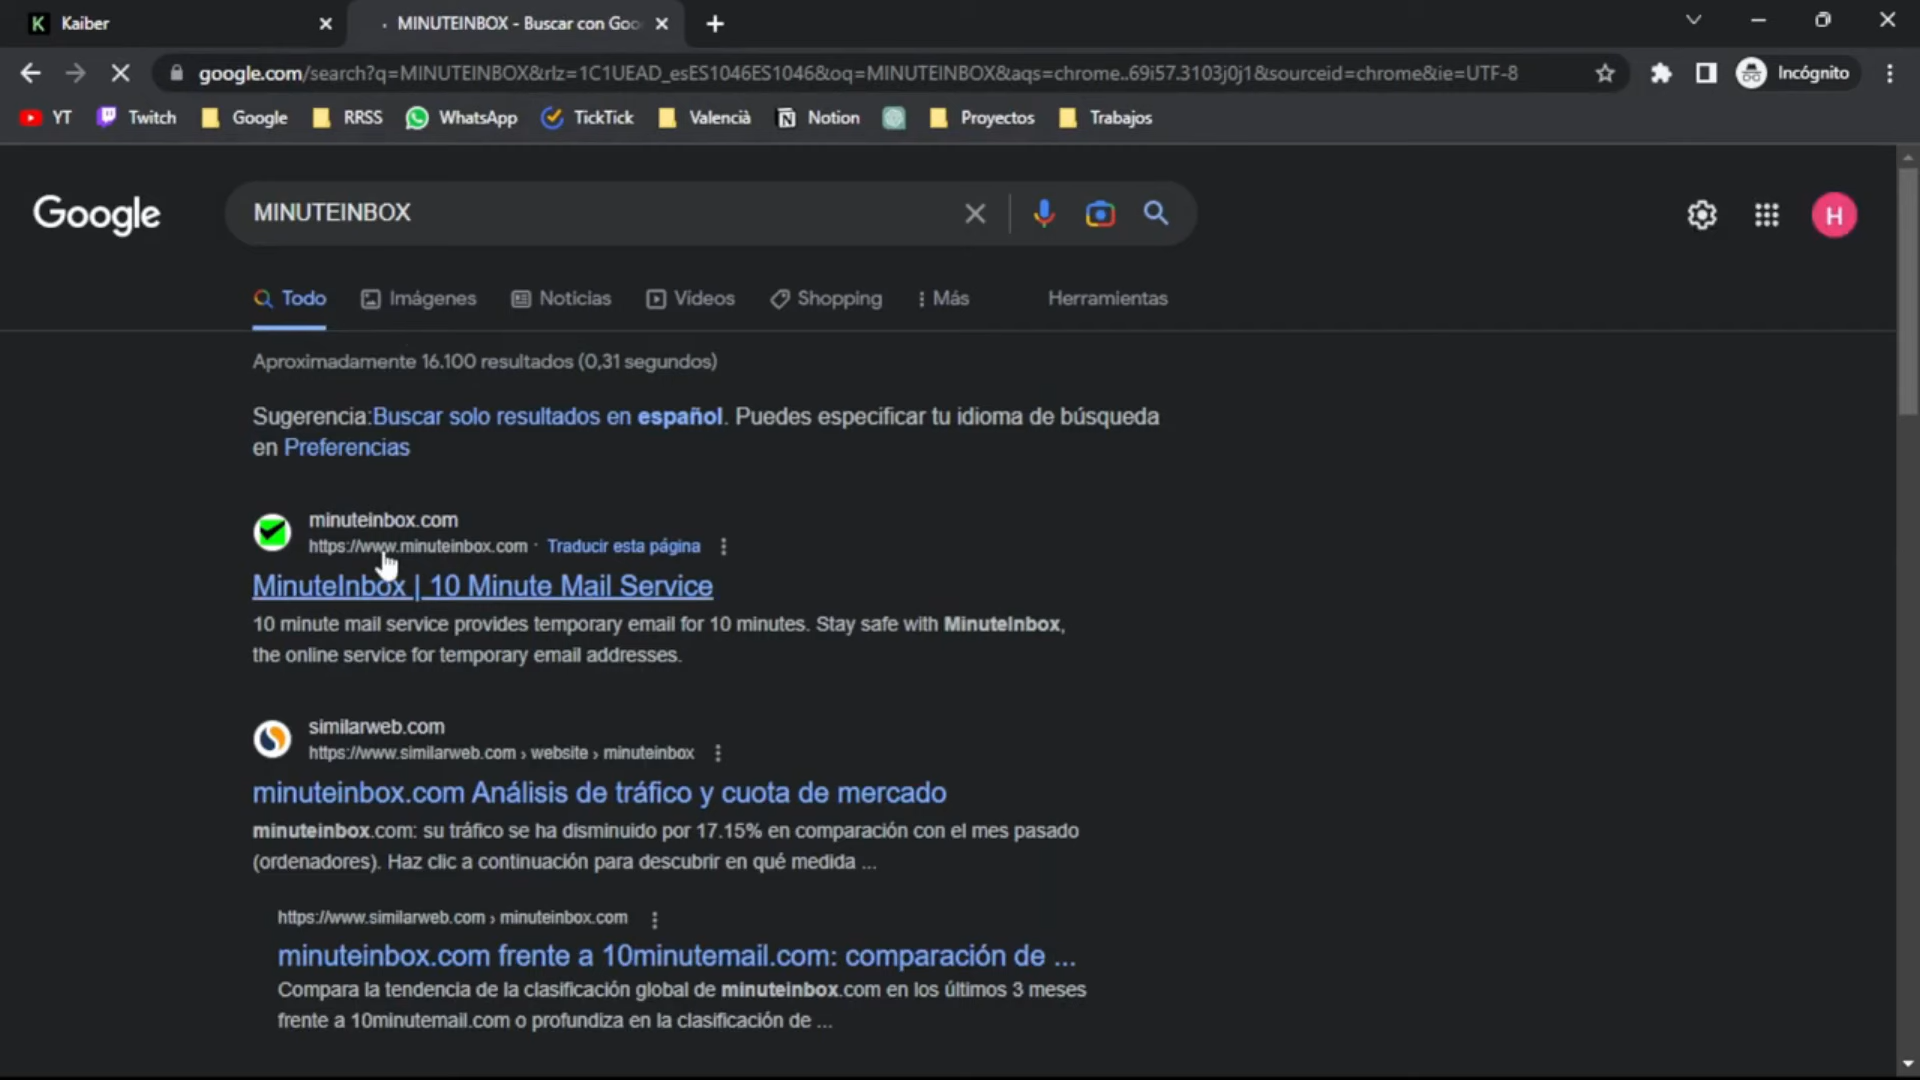 Kaiber
MINUTEINBOX - Buscar con Goo
google.com/search?q=MINUTEINBOX&rlz=1C1UEAD_esES1046ES1046&oq=MINUTEINBOX&aqs=chrome..69i57.3103j0j1&sourceid=chrome&ie=UTF-8
Incógnito
YT Twitch Google RRSS WhatsApp TickTick Valencià Notion Proyectos Trabajos
Google
MINUTEINBOX
H
Todo Imágenes Noticias Vídeos Shopping Más Herramientas
Aproximadamente 16.100 resultados (0,31 segundos)
Sugerencia:Buscar solo resultados en español. Puedes especificar tu idioma de búsqueda
en Preferencias
minuteinbox.com
https://www.minuteinbox.com · Traducir esta página
MinuteInbox | 10 Minute Mail Service
10 minute mail service provides temporary email for 10 minutes. Stay safe with MinuteInbox,
the online service for temporary email addresses.
similarweb.com
https://www.similarweb.com › website › minuteinbox
minuteinbox.com Análisis de tráfico y cuota de mercado
minuteinbox.com: su tráfico se ha disminuido por 17.15% en comparación con el mes pasado
(ordenadores). Haz clic a continuación para descubrir en qué medida ...
https://www.similarweb.com › minuteinbox.com
minuteinbox.com frente a 10minutemail.com: comparación de ...
Compara la tendencia de la clasificación global de minuteinbox.com en los últimos 3 meses
frente a 10minutemail.com o profundiza en la clasificación de ...